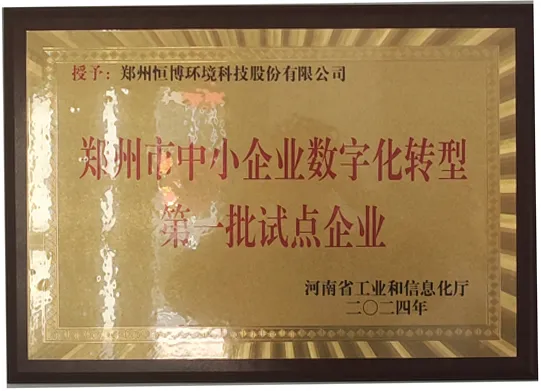 授予：郑州恒博环境科技股份有限公司
郑州市中小企业数字化转型
第一批试点企业
河南省工业和信息化厅
二〇二四年